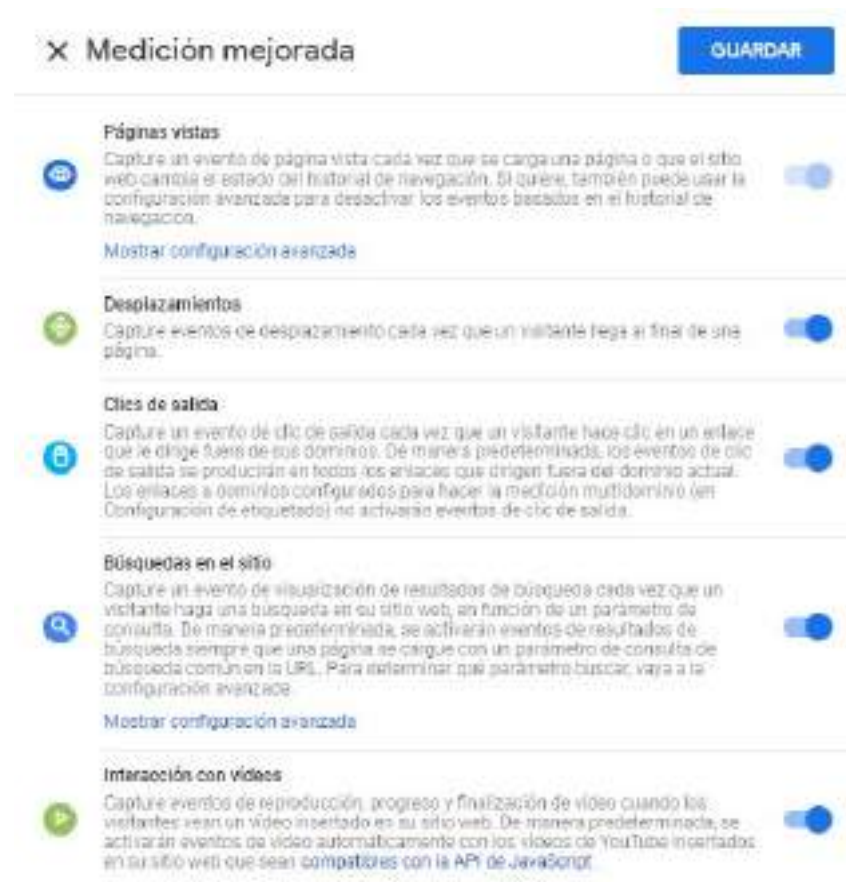 Medición mejorada
GUARDAR
Páginas vistas
Capture un evento de página vista cada vez que se carga una página o que el sitio
web cambia el estado del historial de navegación. Si quiere, también puede usar la
configuración avanzada para desactivar los eventos basados en el historial de
navegación.
Mostrar configuración avanzada
Desplazamientos
Capture eventos de desplazamiento cada vez que un visitante llega al final de una
página.
Clics de salida
Capture un evento de clic de salida cada vez que un visitante hace clic en un enlace
que le dirige fuera de sus dominios. De manera predeterminada, los eventos de clic
de salida se producirán en todos los enlaces que dirigen fuera del dominio actual.
Los enlaces a dominios configurados para hacer la medición multidominio (en
Configuración de etiquetado) no activarán eventos de clic de salida.
Búsquedas en el sitio
Capture un evento de visualización de resultados de búsqueda cada vez que un
visitante haga una búsqueda en su sitio web, en función de un parámetro de
consulta. De manera predeterminada, se activarán eventos de resultados de
búsqueda siempre que una página se cargue con un parámetro de consulta de
búsqueda común en la URL. Para determinar qué parámetro buscar, vaya a la
configuración avanzada.
Mostrar configuración avanzada
Interacción con vídeos
Capture eventos de reproducción, progreso y finalización de vídeo cuando los
visitantes vean un vídeo insertado en su sitio web. De manera predeterminada, se
activarán eventos de vídeo automáticamente con los vídeos de YouTube insertados
en su sitio web que sean compatibles con la API de JavaScript